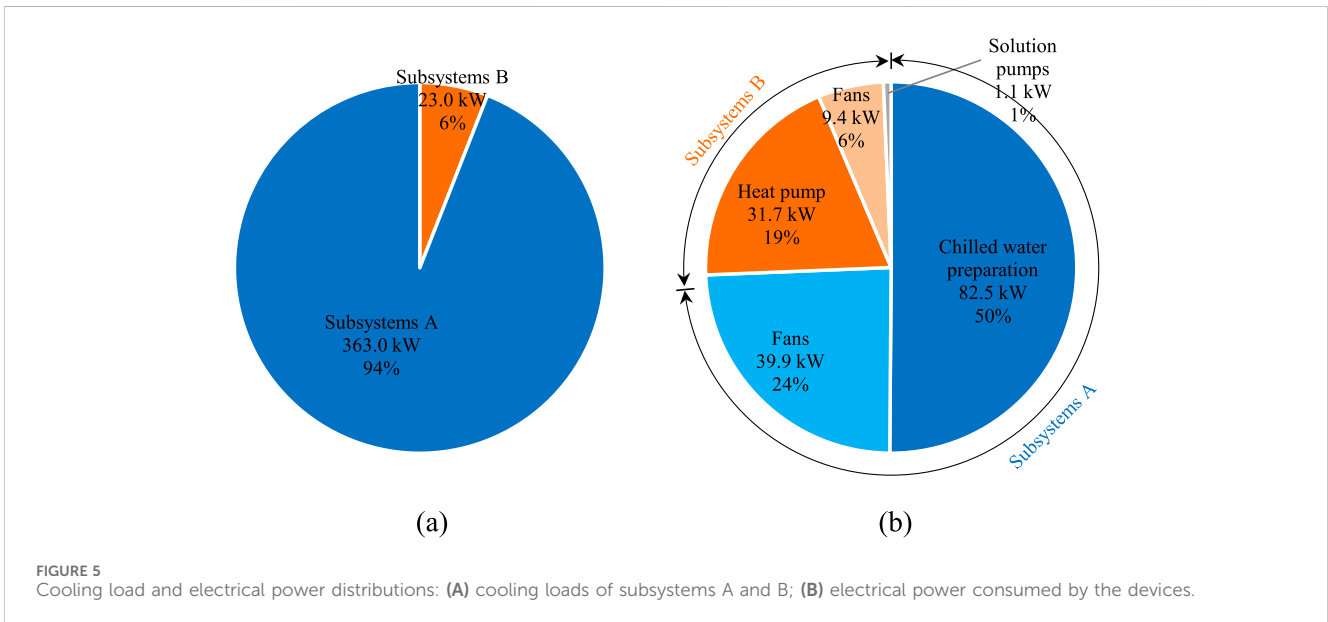 Subsystems B
23.0 kW
6%
Subsystems A
363.0 kW
94%
(a)
Solution
pumps
1.1 kW
1%
Subsystems B
Fans
9.4 kW
6%
Heat pump
31.7 kW
19%
Chilled water
preparation
82.5 kW
50%
Fans
39.9 kW
24%
Subsystems A
(b)
FIGURE 5
Cooling load and electrical power distributions: (A) cooling loads of subsystems A and B; (B) electrical power consumed by the devices.